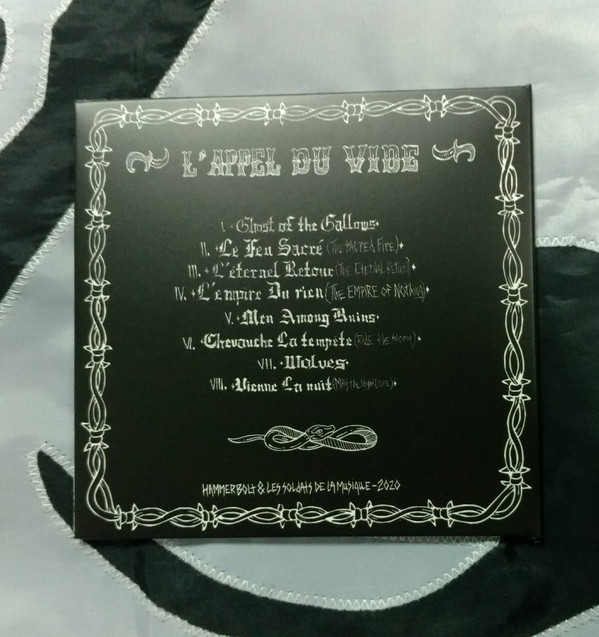 L'APPEL DU VIDE
I. Ghost of the Gallows
II. Le Feu Sacré (The SACRED FIRE)
III. L'éternel Retour (The ETERNAL RETURN)
IV. L'empire Du rien (The EMPIRE OF NOTHING)
V. Men Among Ruins
VI. Chevauche La tempete (RIDE the STORM)
VII. Wolves
VIII. Vienne La nuit
HAMMERBOLT & LES SOLDATS DE LA MUSIQUE - 2020